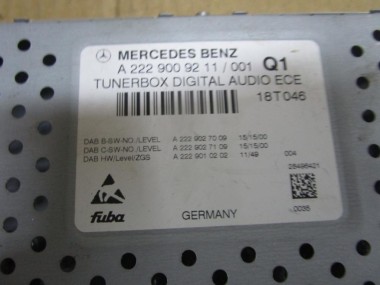 MERCEDES BENZ
A 222 900 92 11 / 001 Q1
TUNERBOX DIGITAL AUDIO ECE
18T046
DAB B-SW-NO./LEVEL A 222 902 70 09 15/15/00
DAB C-SW-NO./LEVEL A 222 902 71 09 15/15/00
DAB HW/Level/ZGS A 222 901 02 02 11/49 004
28496421
fuba
GERMANY
0035